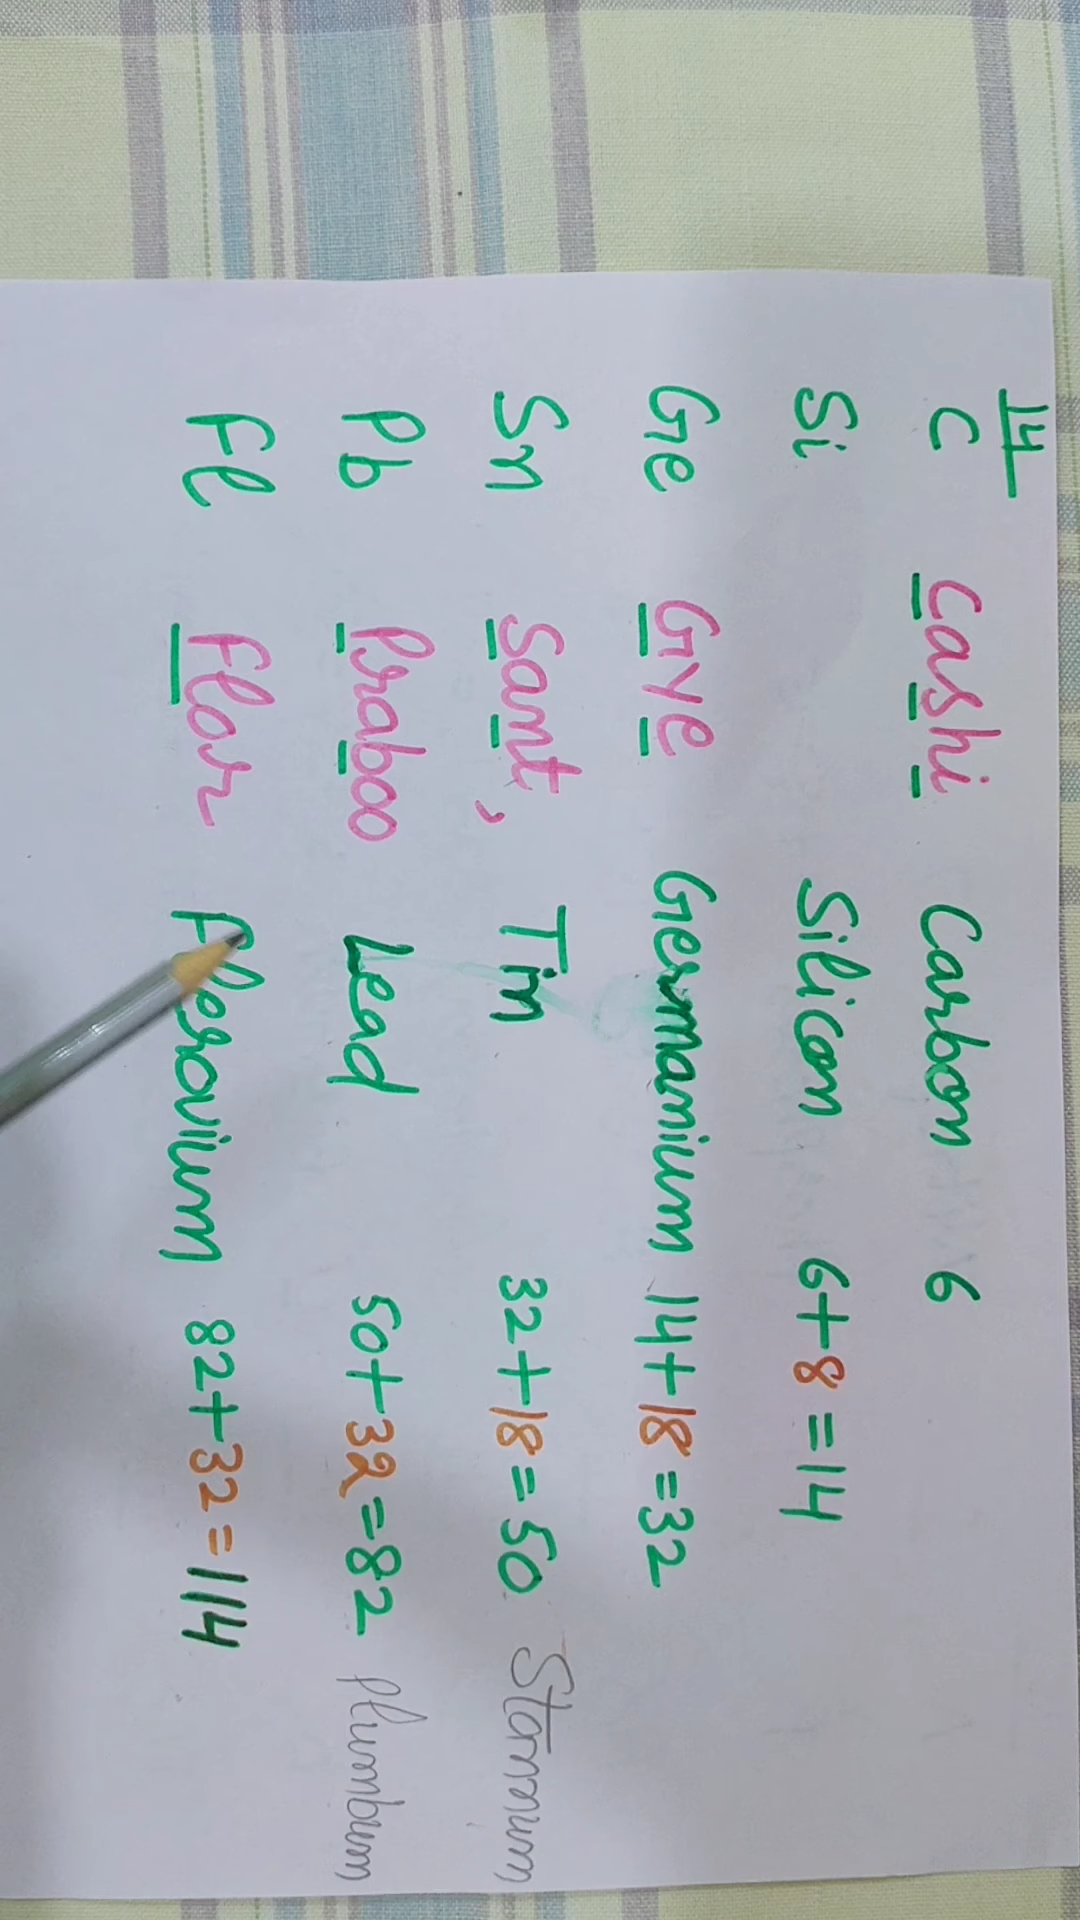 14
C Cashi Carbon 6
Si Silicon 6+8=14
Ge Gye Germanium 14+18=32
Sn Sant, Tin 32+18=50 Stannum
Pb Praboo Lead 50+32=82 Plumbum
Fl Flor Flerovium 82+32=114